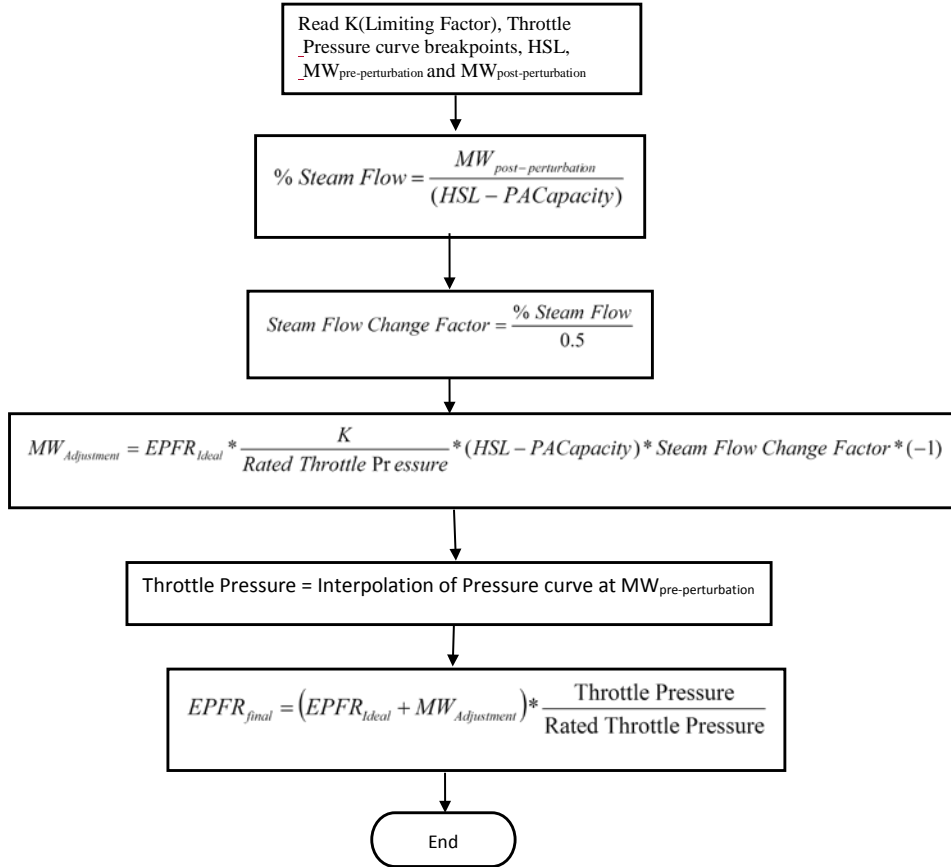 Read K(Limiting Factor), Throttle
Pressure curve breakpoints, HSL,
MWpre-perturbation and MWpost-perturbation
% Steam Flow = MWpost-perturbation / (HSL – PACapacity)
Steam Flow Change Factor = % Steam Flow / 0.5
MWAdjustment = EPFRIdeal * K / Rated Throttle Pr essure * (HSL – PACapacity) * Steam Flow Change Factor * (−1)
Throttle Pressure = Interpolation of Pressure curve at MWpre-perturbation
EPFRfinal = (EPFRIdeal + MWAdjustment) * Throttle Pressure / Rated Throttle Pressure
End